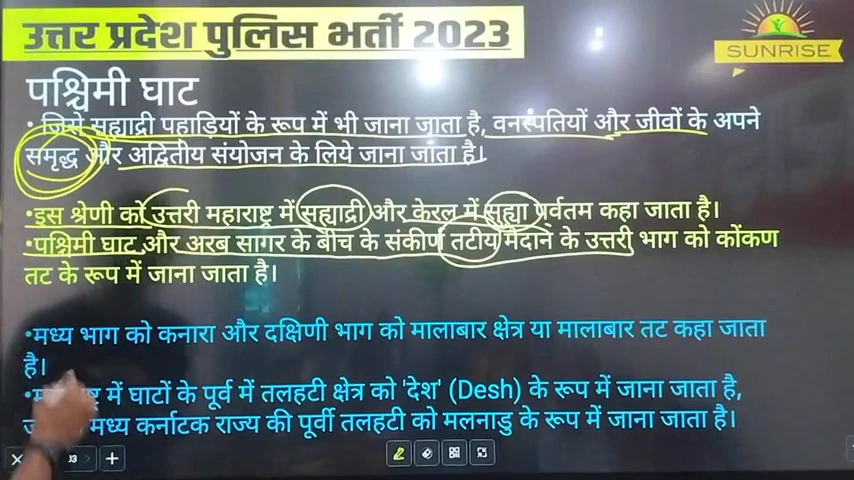 उत्तर प्रदेश पुलिस भर्ती 2023
SUNRISE
पश्चिमी घाट
• जिसे सह्याद्री पहाड़ियों के रूप में भी जाना जाता है, वनस्पतियों और जीवों के अपने
समृद्ध और अद्वितीय संयोजन के लिये जाना जाता है।
•इस श्रेणी को उत्तरी महाराष्ट्र में सह्याद्री और केरल में सह्या पर्वतम कहा जाता है।
•पश्चिमी घाट और अरब सागर के बीच के संकीर्ण तटीय मैदान के उत्तरी भाग को कोंकण
तट के रूप में जाना जाता है।
•मध्य भाग को कनारा और दक्षिणी भाग को मालाबार क्षेत्र या मालाबार तट कहा जाता
है।
में घाटों के पूर्व में तलहटी क्षेत्र को 'देश' (Desh) के रूप में जाना जाता है,
मध्य कर्नाटक राज्य की पूर्वी तलहटी को मलनाडु के रूप में जाना जाता है।